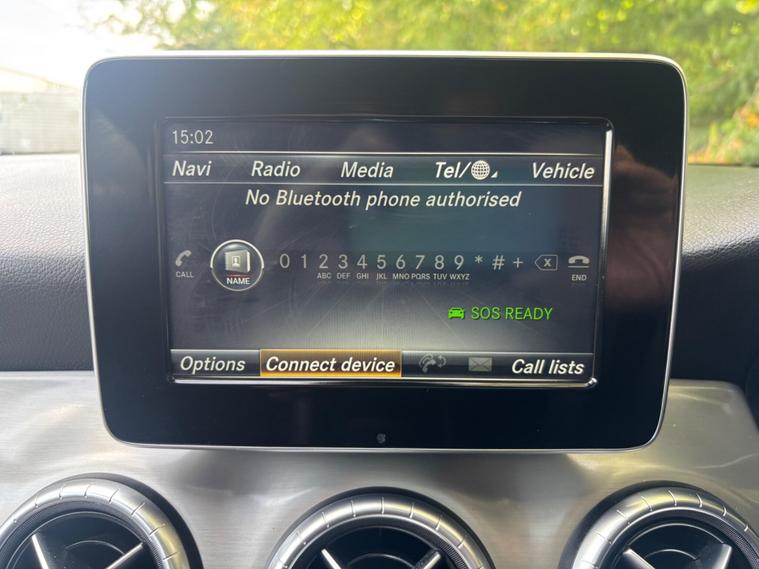 15:02
Navi Radio Media Tel/ Vehicle
No Bluetooth phone authorised
CALL NAME 0 1 2 3 4 5 6 7 8 9 * # + X END
ABC DEF GHI JKL MNO PQRS TUV WXYZ
SOS READY
Options Connect device Call lists